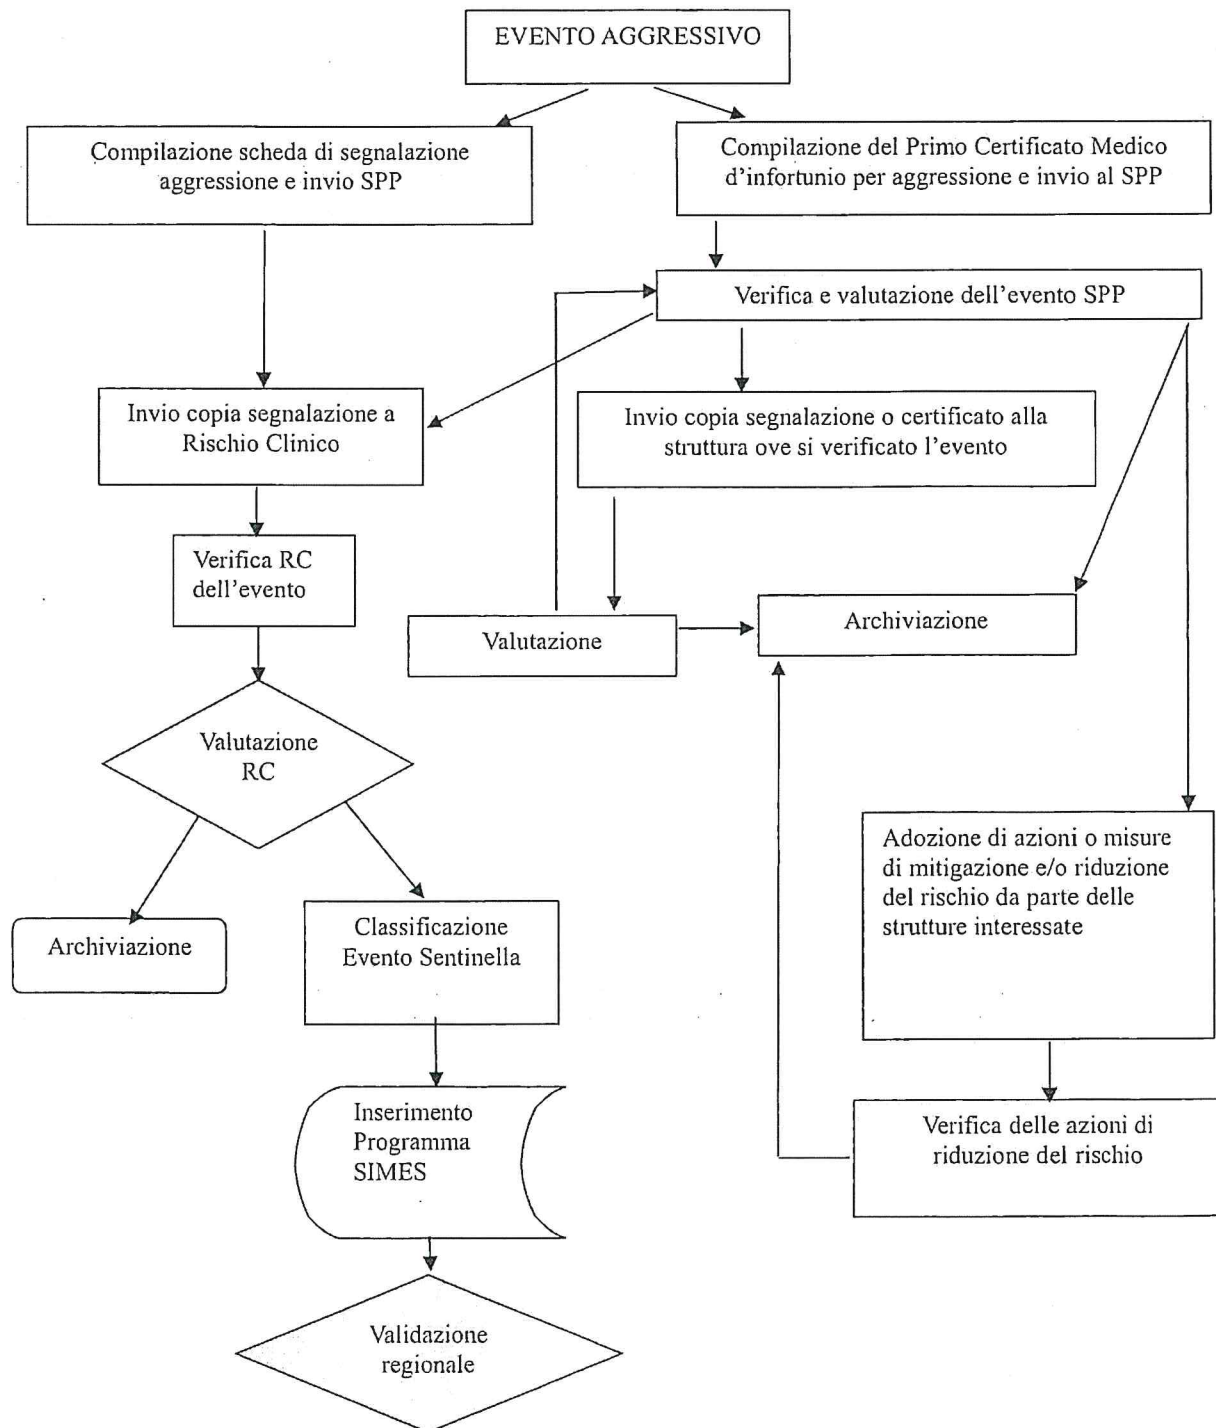 EVENTO AGGRESSIVO
Compilazione scheda di segnalazione
aggressione e invio SPP
Compilazione del Primo Certificato Medico
d'infortunio per aggressione e invio al SPP
Verifica e valutazione dell'evento SPP
Invio copia segnalazione a
Rischio Clinico
Invio copia segnalazione o certificato alla
struttura ove si verificato l'evento
Verifica RC
dell'evento
Valutazione
Archiviazione
Valutazione
RC
Adozione di azioni o misure
di mitigazione e/o riduzione
del rischio da parte delle
strutture interessate
Archiviazione
Classificazione
Evento Sentinella
Inserimento
Programma
SIMES
Verifica delle azioni di
riduzione del rischio
Validazione
regionale